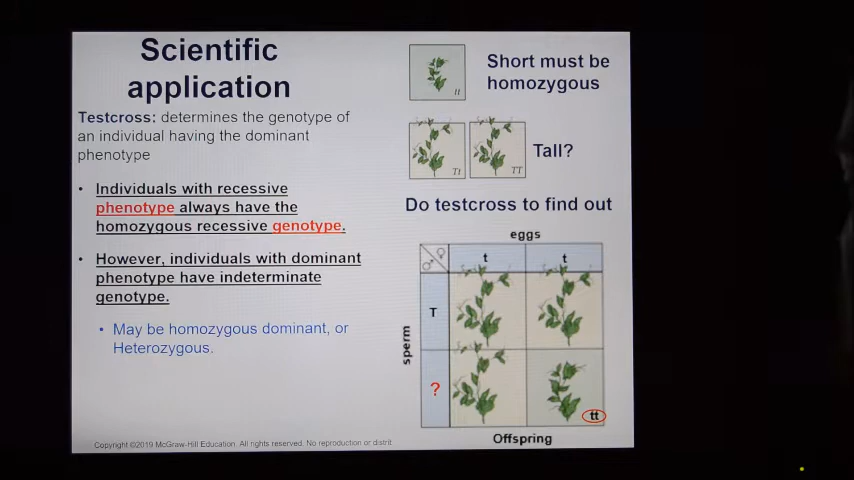 Scientific
application
Testcross: determines the genotype of
an individual having the dominant
phenotype
• Individuals with recessive
phenotype always have the
homozygous recessive genotype.
• However, individuals with dominant
phenotype have indeterminate
genotype.
• May be homozygous dominant, or
Heterozygous.
Copyright ©2019 McGraw-Hill Education. All rights reserved. No reproduction or distrit
tt
Short must be
homozygous
Tt
TT
Tall?
Do testcross to find out
eggs
♂ ♀
t
t
sperm
T
?
tt
Offspring